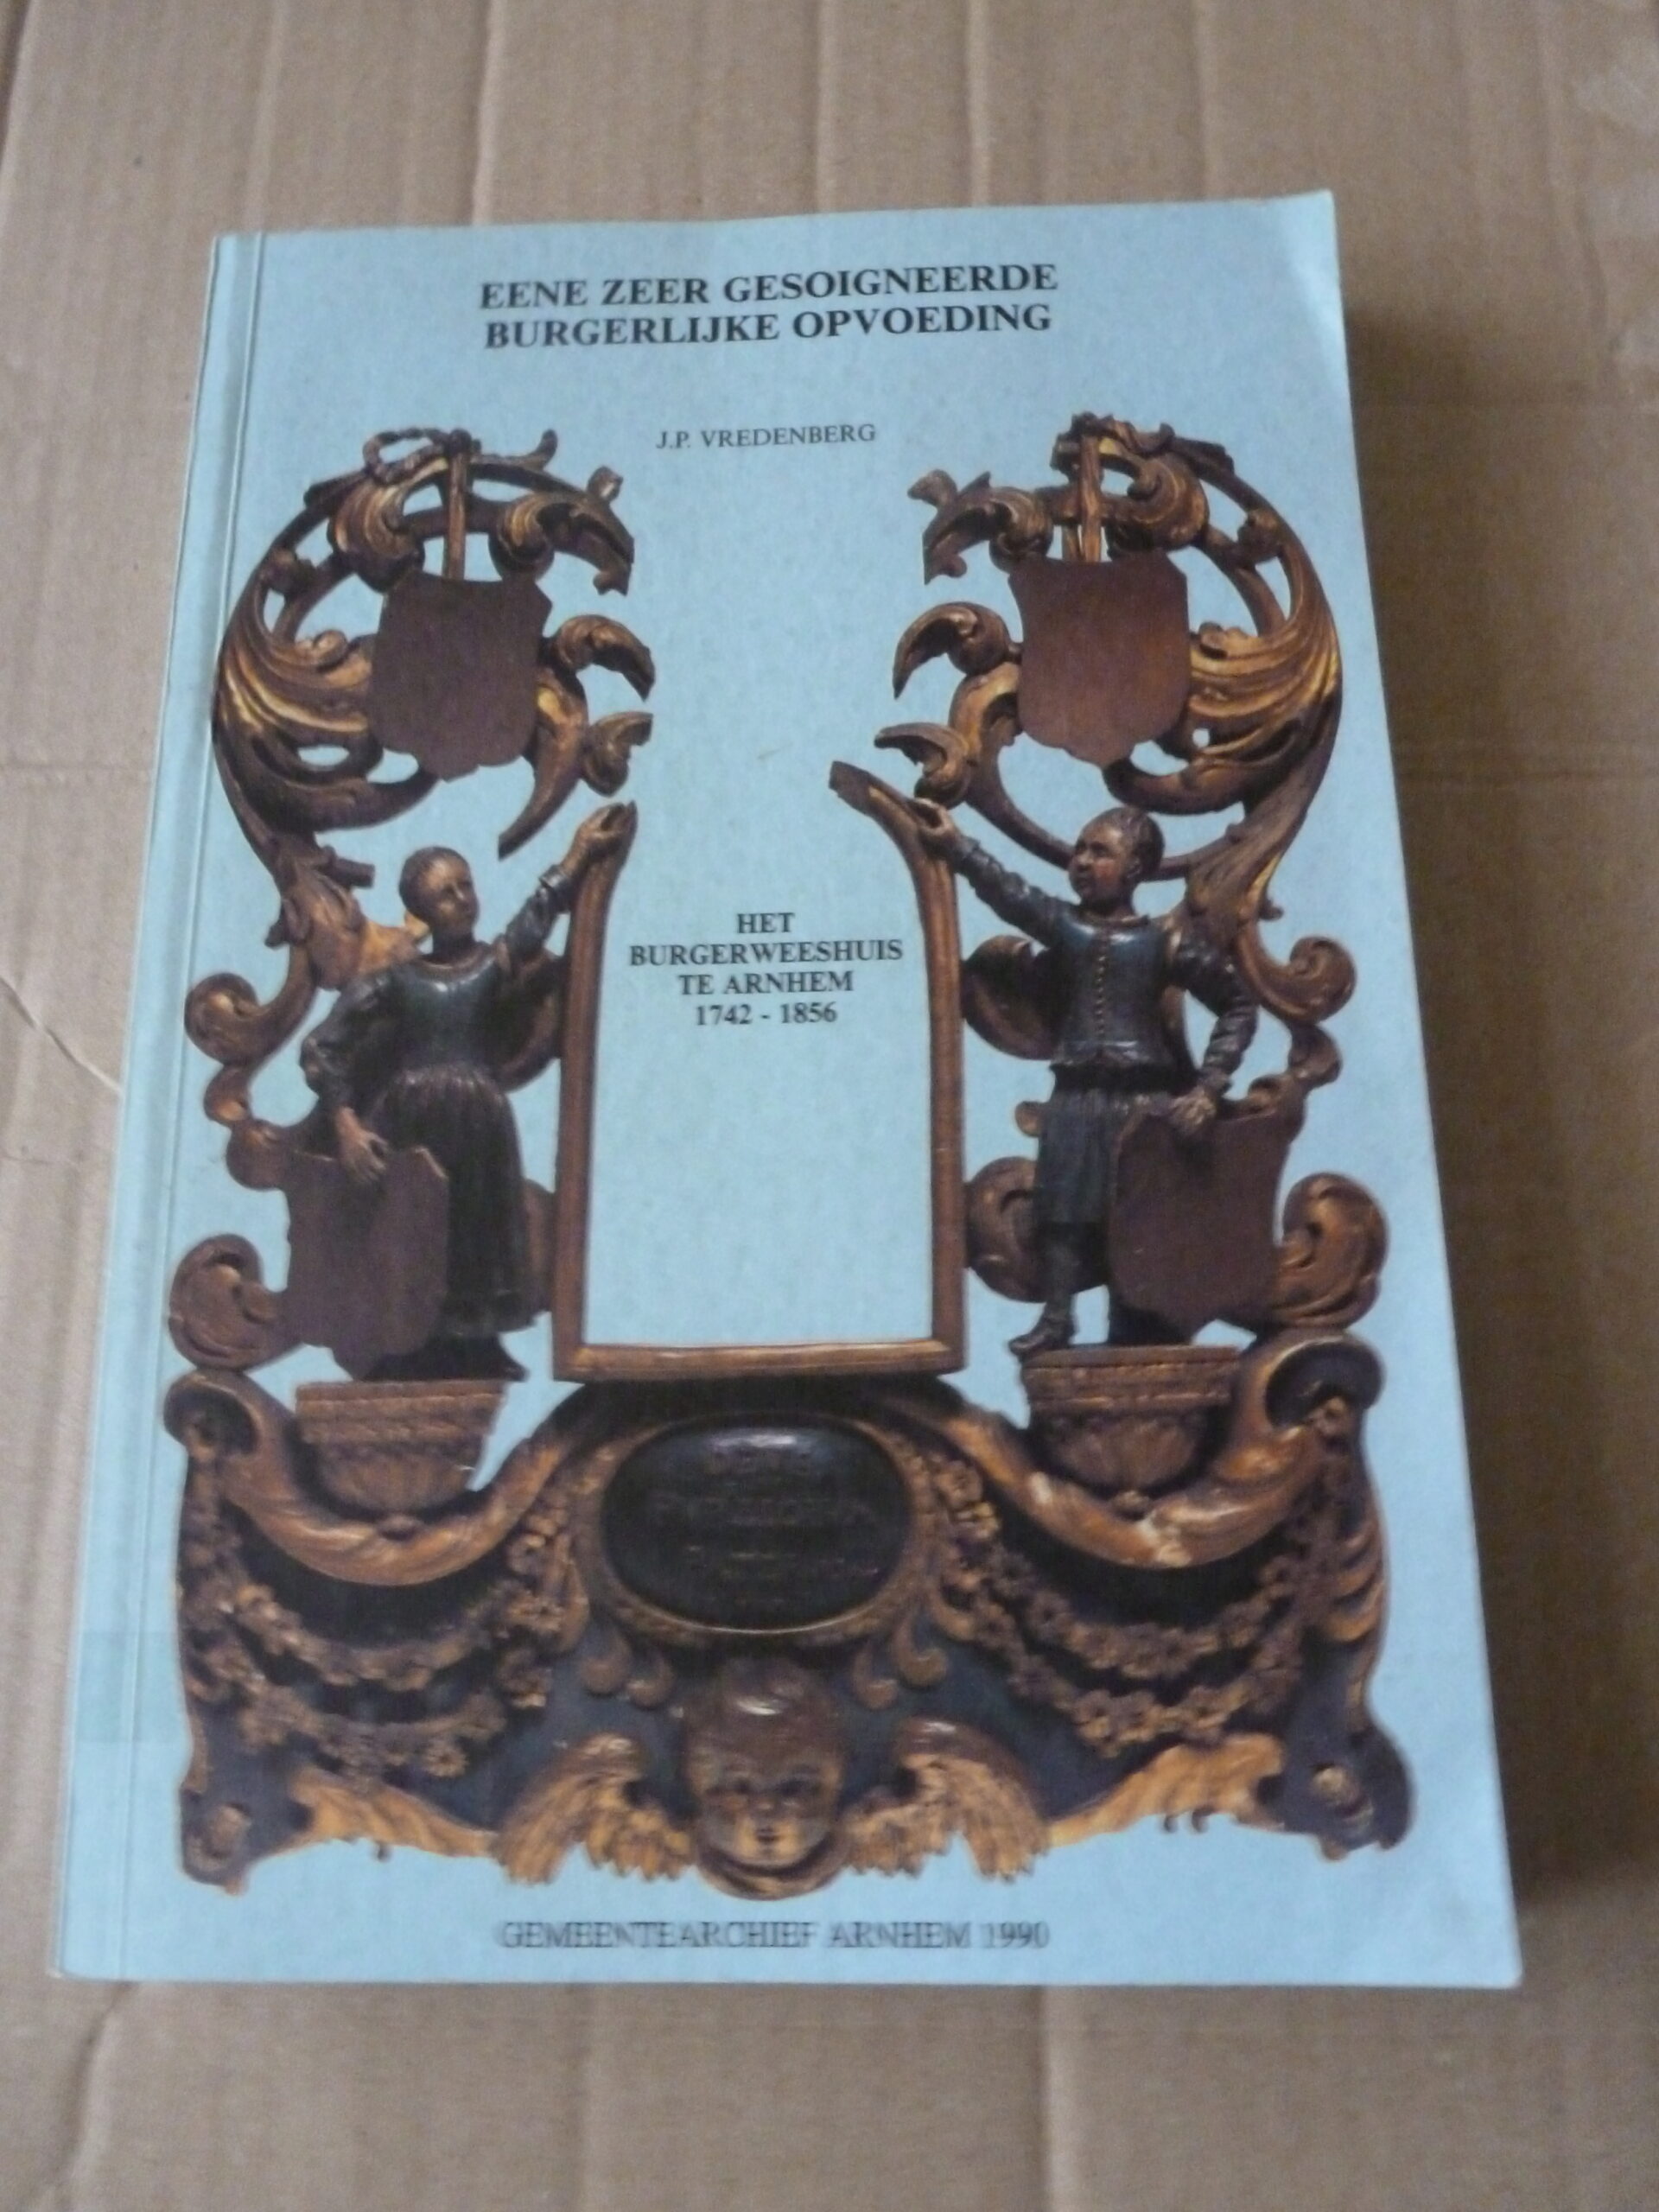 EENE ZEER GESOIGNEERDE
BURGERLIJKE OPVOEDING
J.P. VREDENBERG
HET
BURGERWEESHUIS
TE ARNHEM
1742 - 1856
GEMEENTEARCHIEF ARNHEM 1990